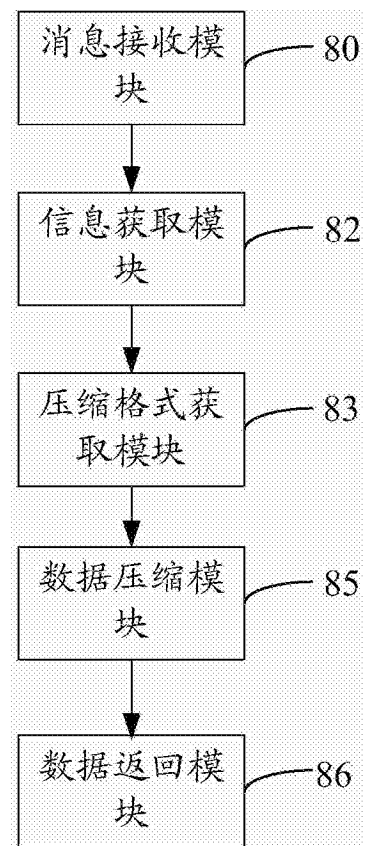 消息接收模
块
80
信息获取模
块
82
压缩格式获
取模块
83
数据压缩模
块
85
数据返回模
块
86